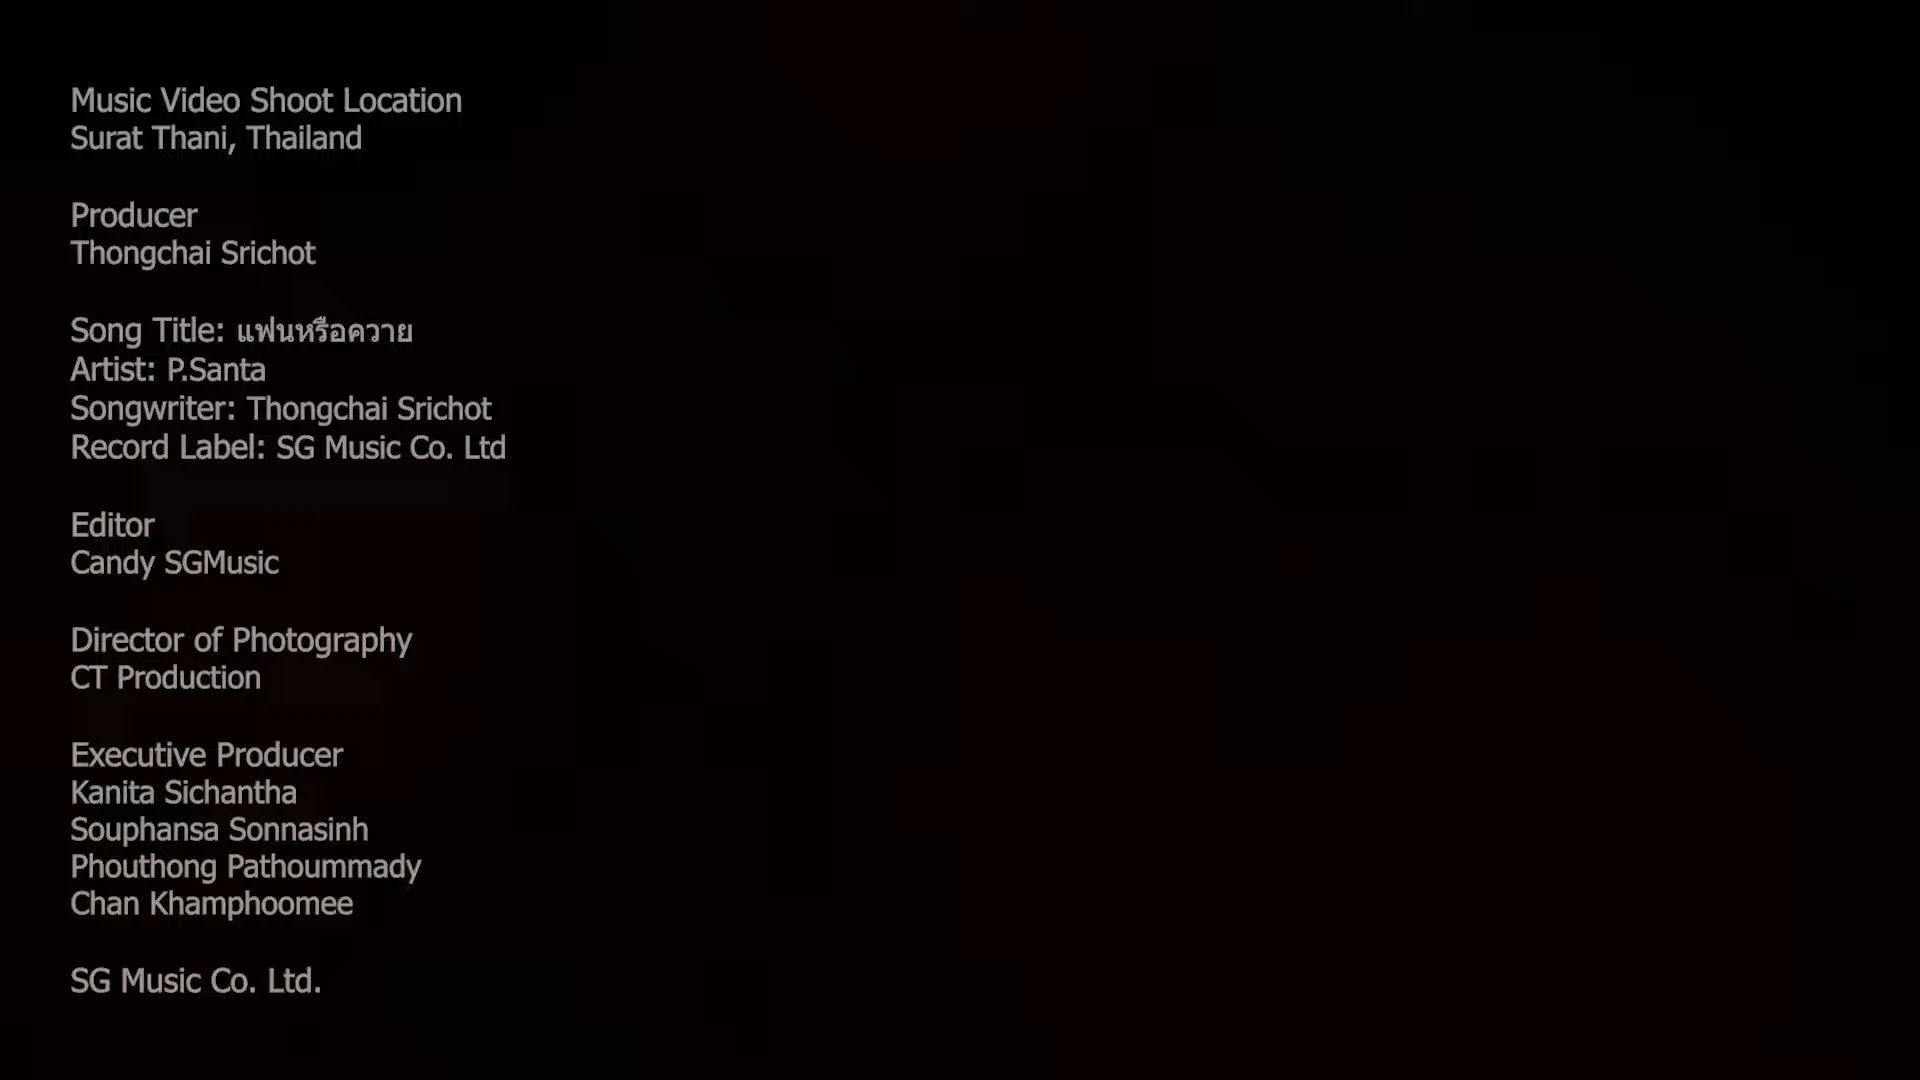 Music Video Shoot Location
Surat Thani, Thailand
Producer
Thongchai Srichot
Song Title: แฟนหรือควาย
Artist: P.Santa
Songwriter: Thongchai Srichot
Record Label: SG Music Co. Ltd
Editor
Candy SGMusic
Director of Photography
CT Production
Executive Producer
Kanita Sichantha
Souphansa Sonnasinh
Phouthong Pathoummady
Chan Khamphoomee
SG Music Co. Ltd.